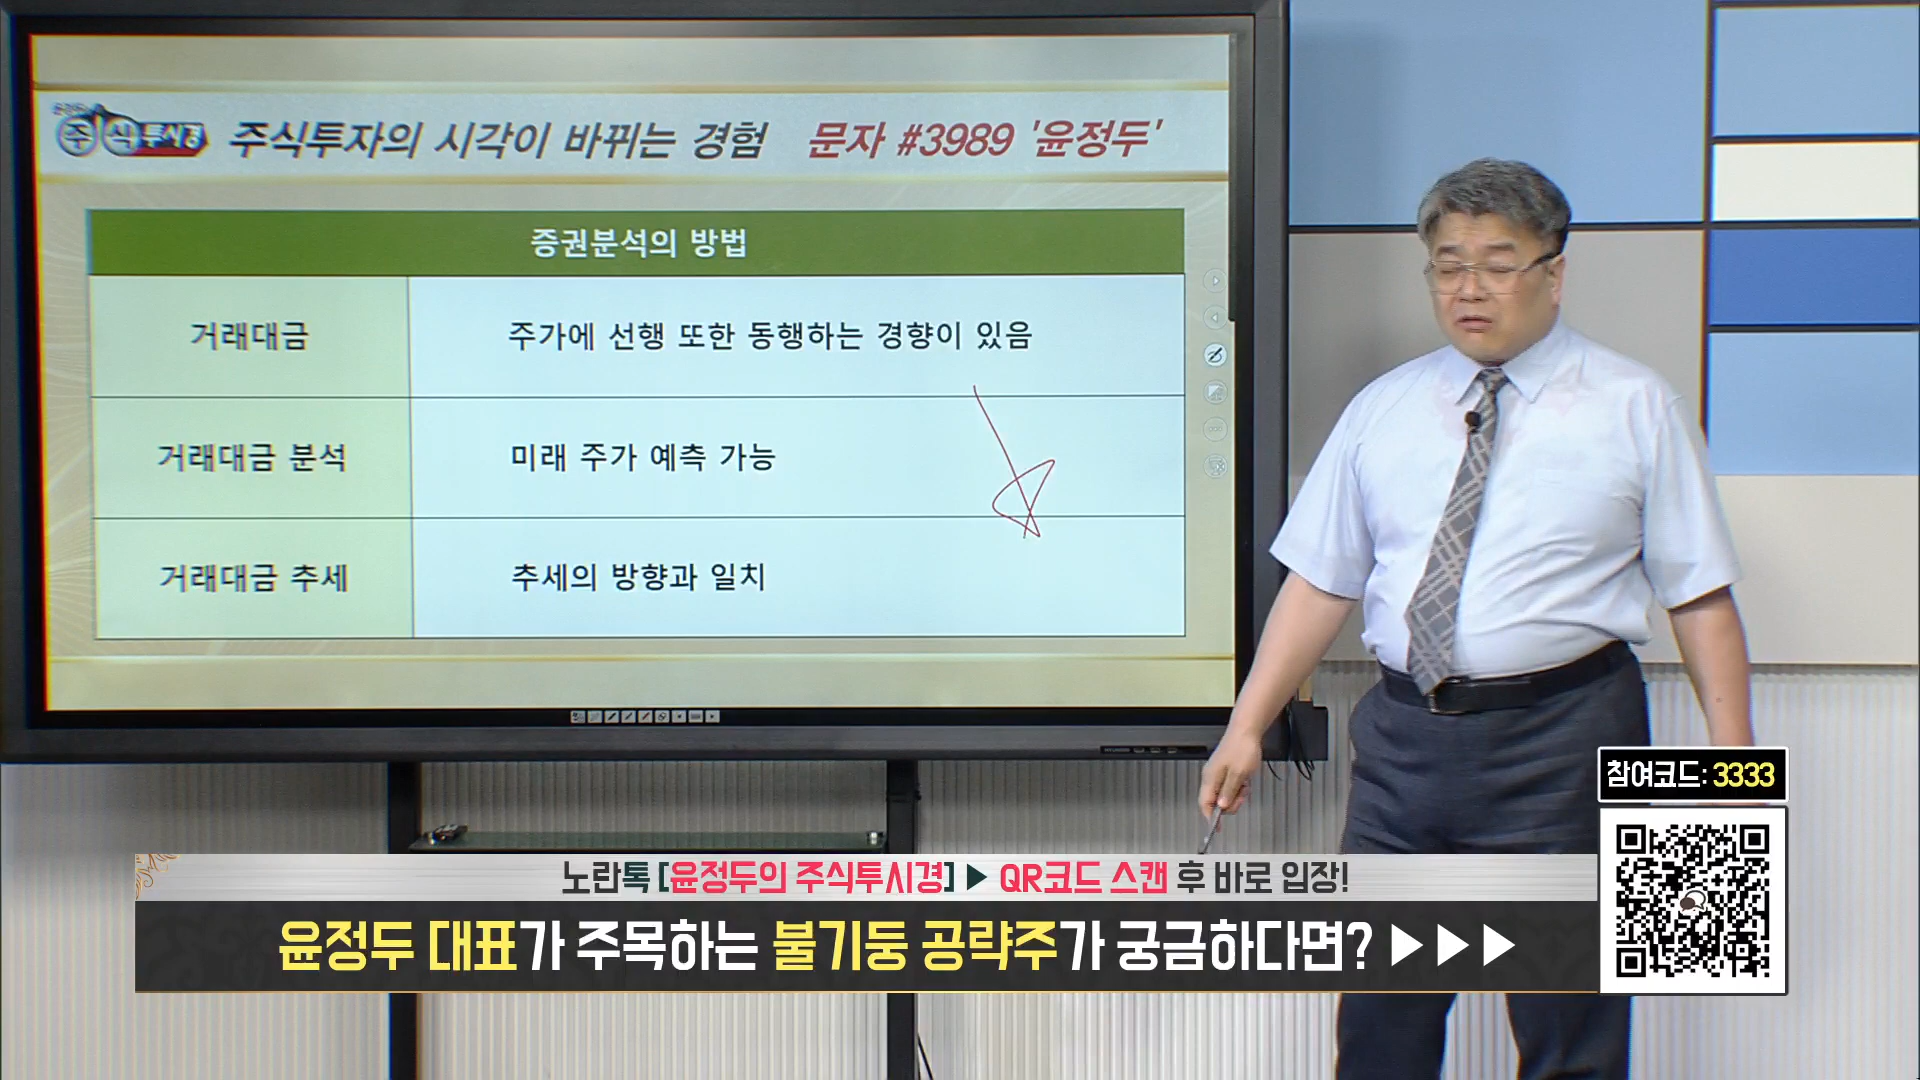 주식투시경
주식투자의 시각이 바뀌는 경험 문자 #3989 '윤정두'
증권분석의 방법
거래대금 주가에 선행 또한 동행하는 경향이 있음
거래대금 분석 미래 주가 예측 가능
거래대금 추세 추세의 방향과 일치
참여코드: 3333
노란톡 [윤정두의 주식투시경] ▶ QR코드 스캔 후 바로 입장!
윤정두 대표가 주목하는 불기둥 공략주가 궁금하다면? ▶▶▶